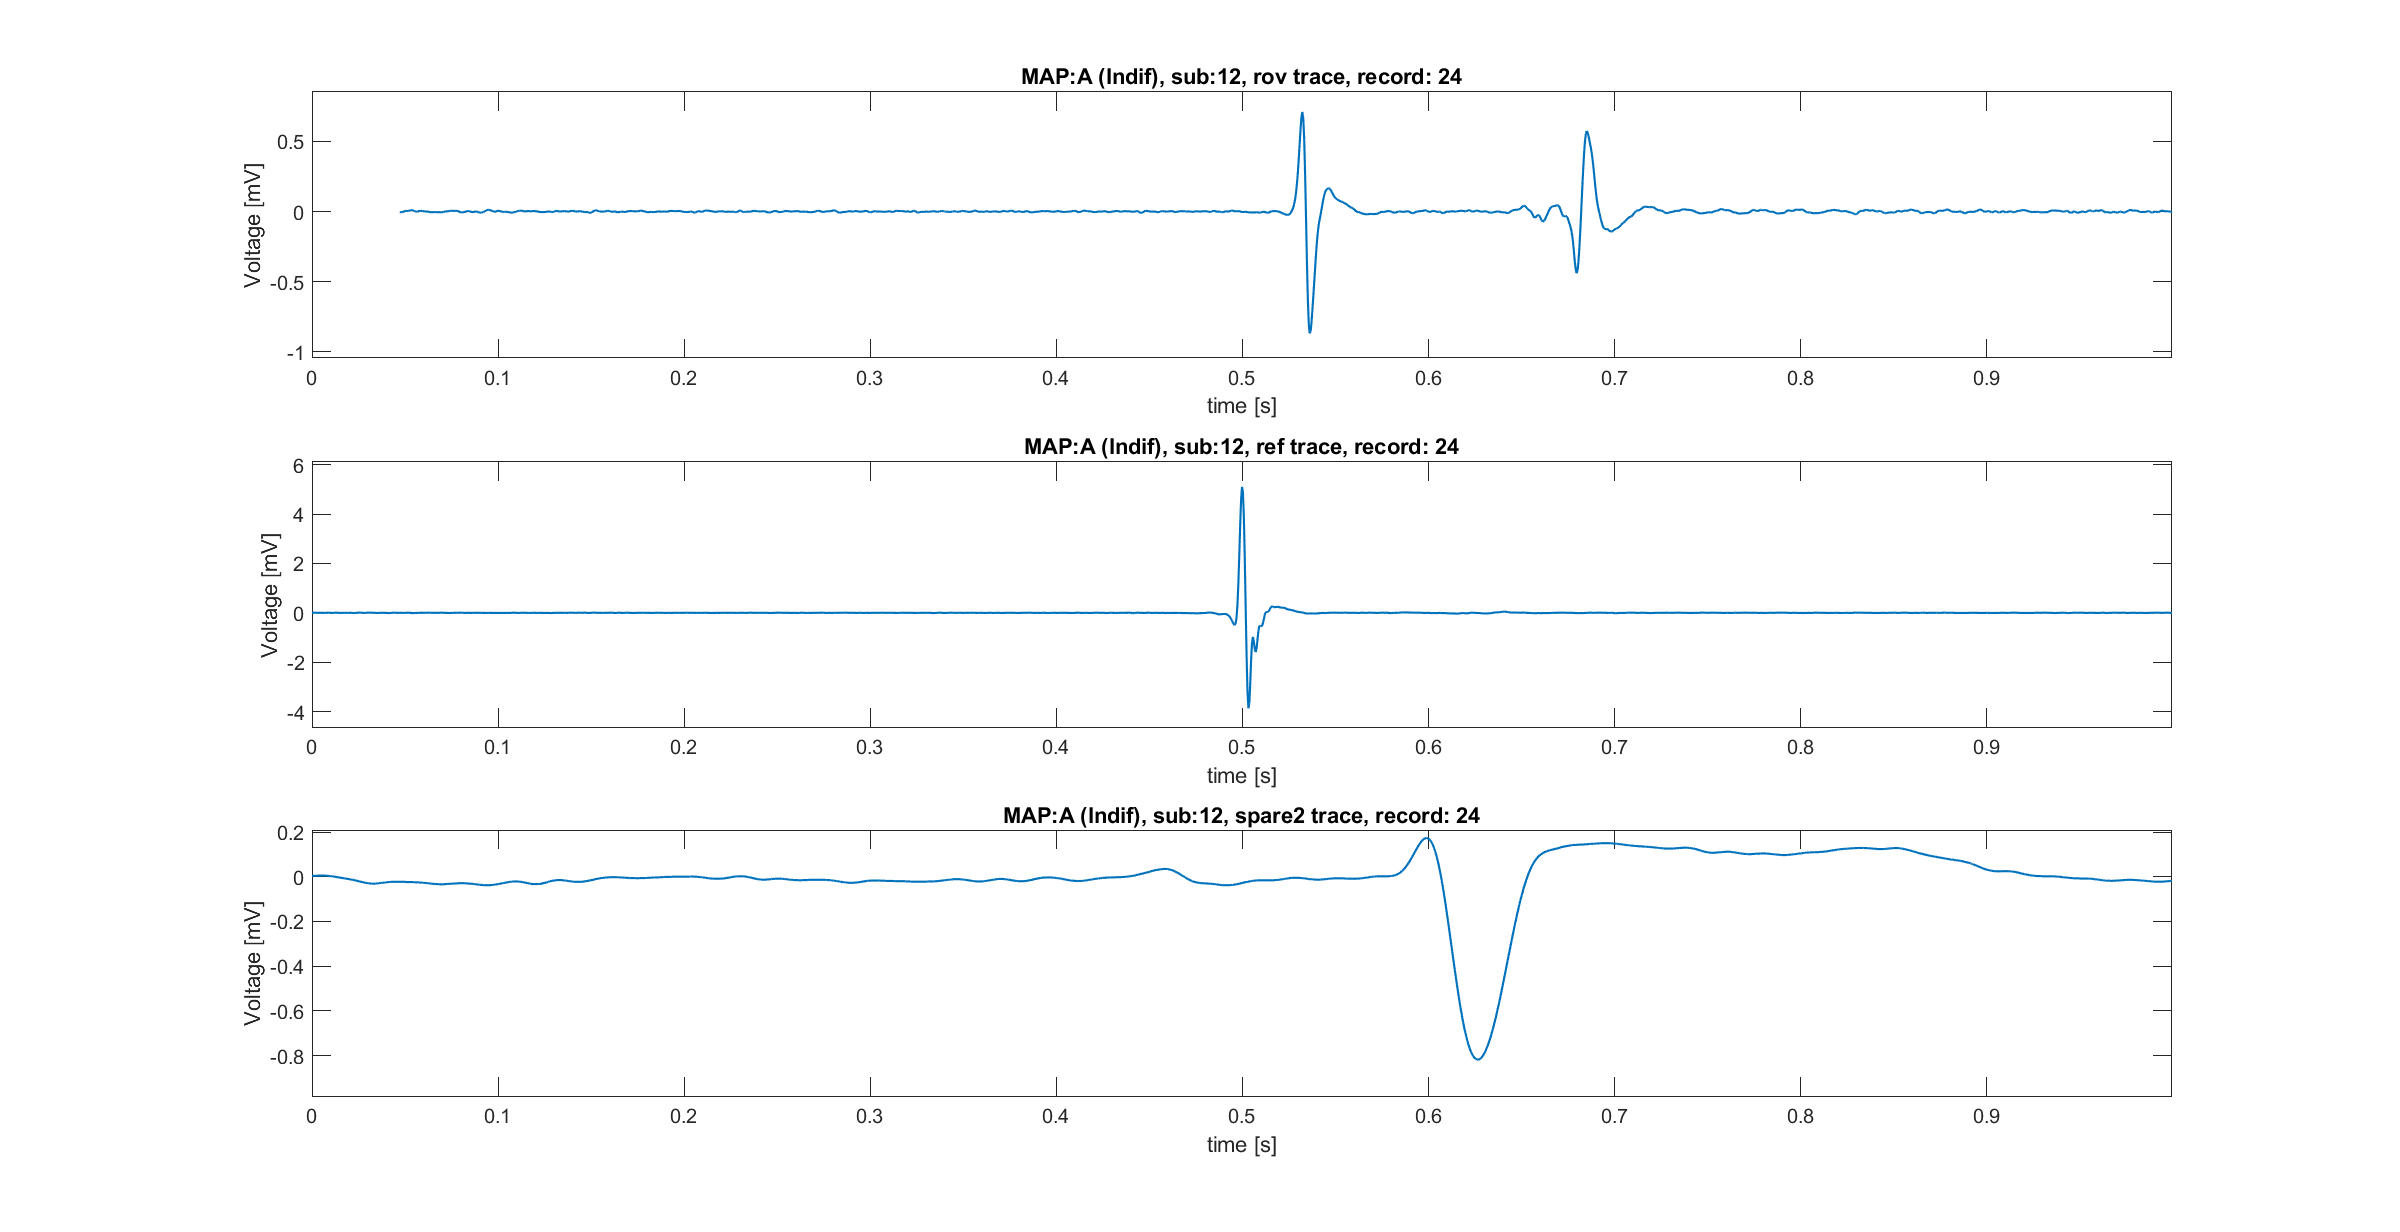 MAP:A (Indif), sub:12, rov trace, record: 24
0.5
0
-0.5
-1
Voltage [mV]
0 0.1 0.2 0.3 0.4 0.5 0.6 0.7 0.8 0.9
time [s]
MAP:A (Indif), sub:12, ref trace, record: 24
6
4
2
0
-2
-4
Voltage [mV]
0 0.1 0.2 0.3 0.4 0.5 0.6 0.7 0.8 0.9
time [s]
MAP:A (Indif), sub:12, spare2 trace, record: 24
0.2
0
-0.2
-0.4
-0.6
-0.8
Voltage [mV]
0 0.1 0.2 0.3 0.4 0.5 0.6 0.7 0.8 0.9
time [s]